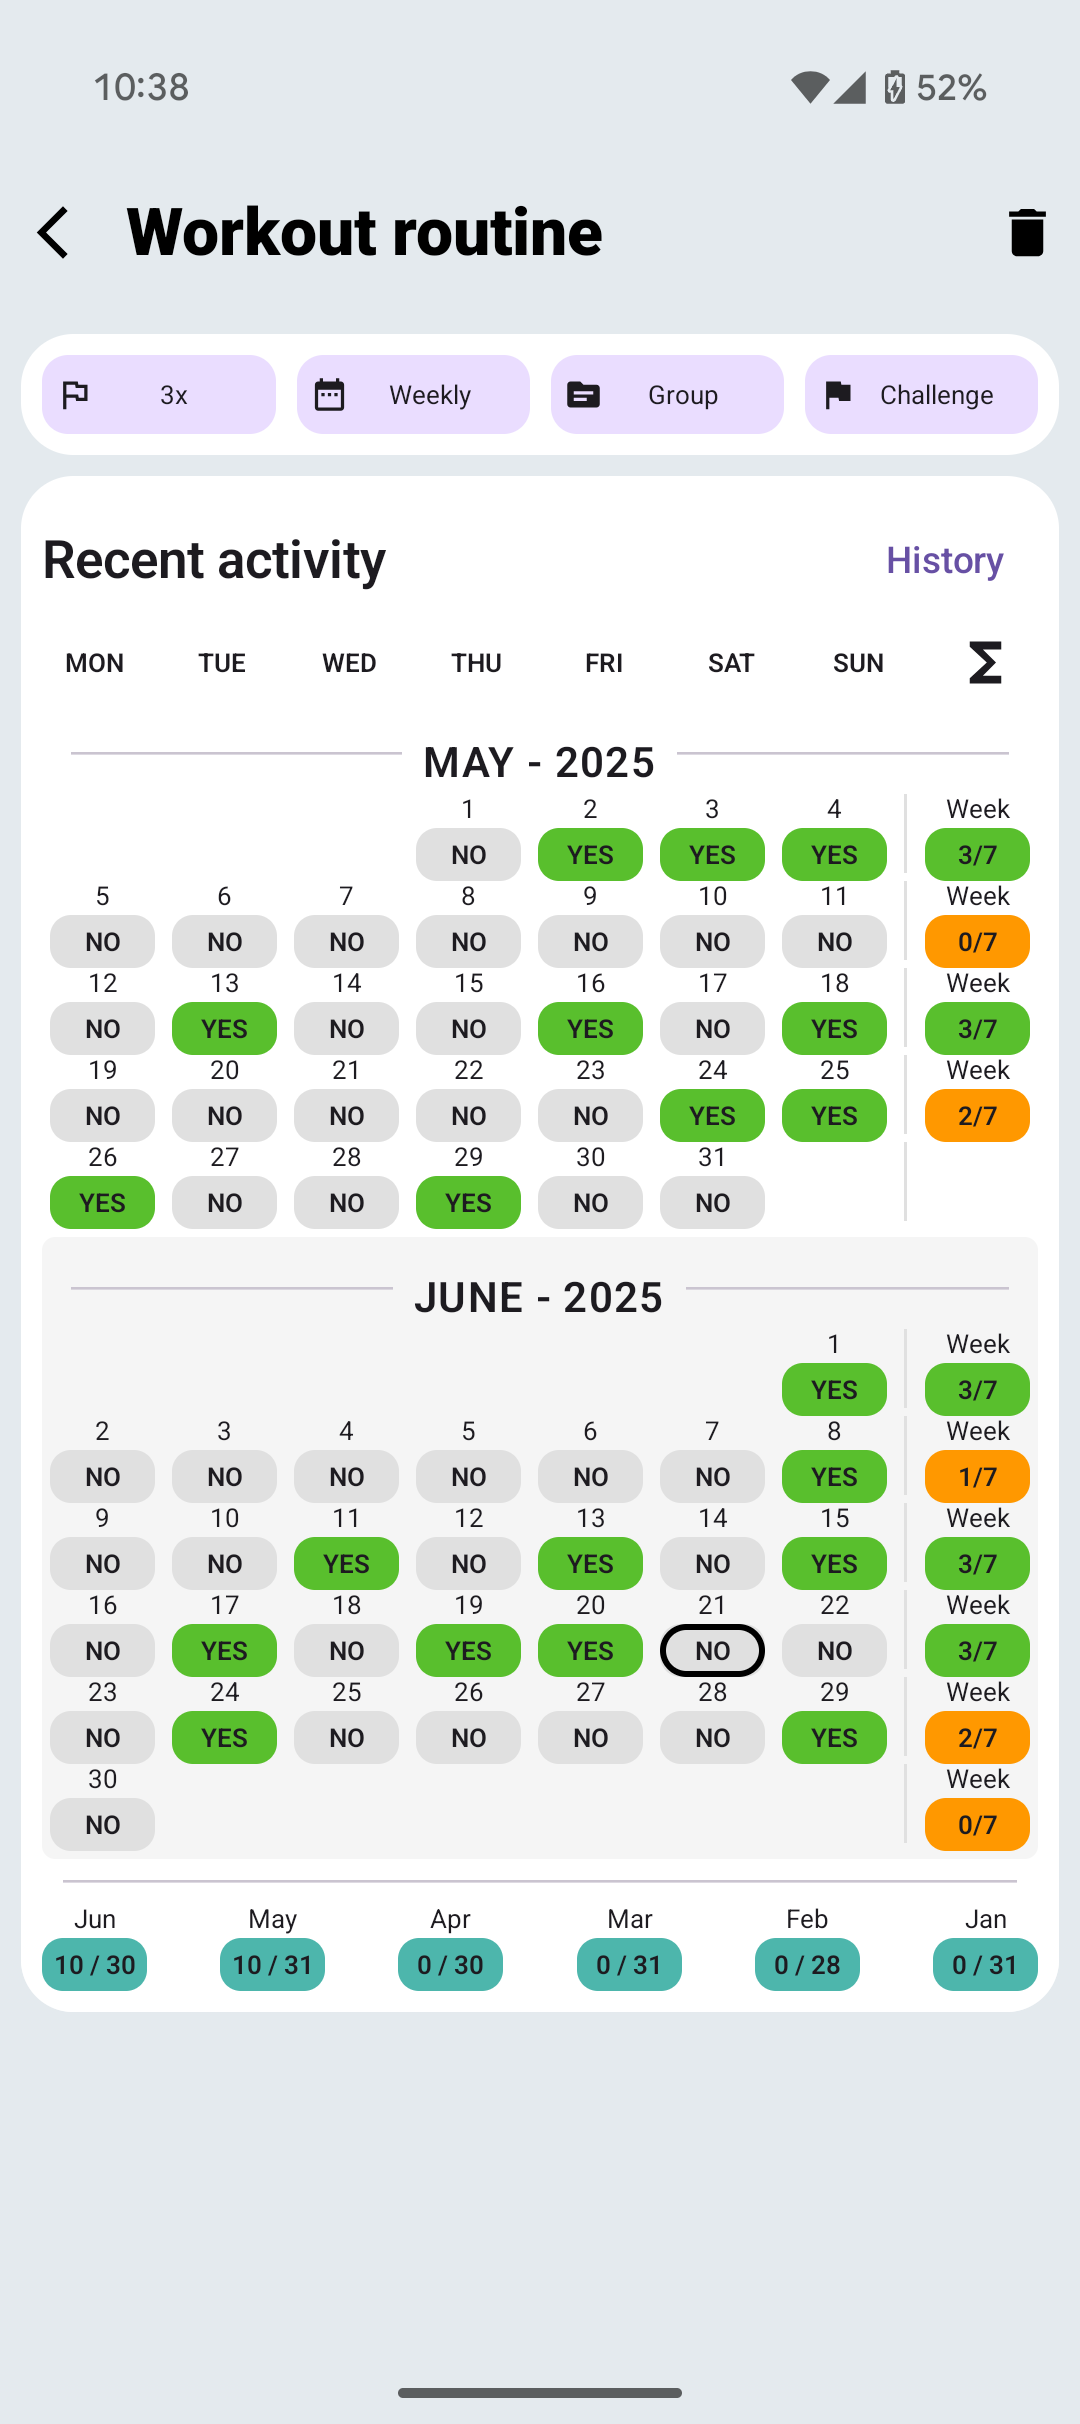 10:38 52%
Workout routine
3x Weekly Group Challenge
Recent activity History
MON TUE WED THU FRI SAT SUN Σ
MAY - 2025
1 2 3 4 Week
NO YES YES YES 3/7
5 6 7 8 9 10 11 Week
NO NO NO NO NO NO NO 0/7
12 13 14 15 16 17 18 Week
NO YES NO NO YES NO YES 3/7
19 20 21 22 23 24 25 Week
NO NO NO NO NO YES YES 2/7
26 27 28 29 30 31
YES NO NO YES NO NO
JUNE - 2025
1 Week
YES 3/7
2 3 4 5 6 7 8 Week
NO NO NO NO NO NO YES 1/7
9 10 11 12 13 14 15 Week
NO NO YES NO YES NO YES 3/7
16 17 18 19 20 21 22 Week
NO YES NO YES YES NO NO 3/7
23 24 25 26 27 28 29 Week
NO YES NO NO NO NO YES 2/7
30 Week
NO 0/7
Jun May Apr Mar Feb Jan
10 / 30 10 / 31 0 / 30 0 / 31 0 / 28 0 / 31